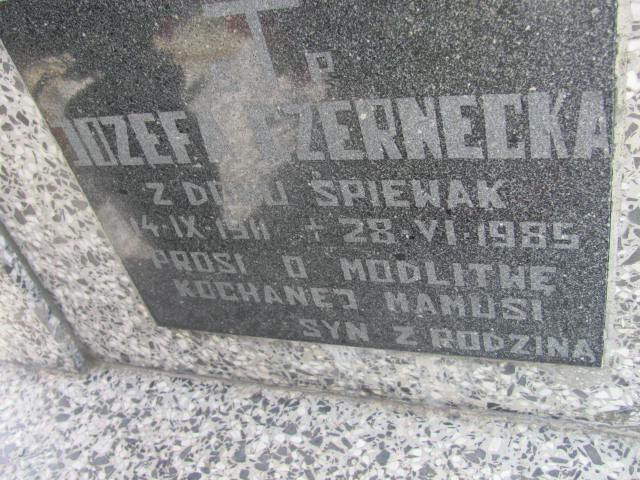 P
JÓZEFA CZERNECKA
Z DOMU ŚPIEWAK
14·IX·1911 + 28·VI·1985
PROSI O MODLITWĘ
KOCHANEJ MAMUSI
SYN Z RODZINĄ